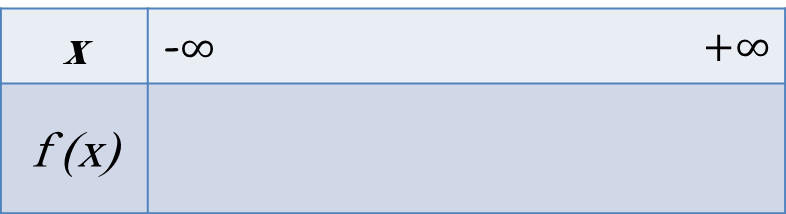 x -∞ +∞
f(x)